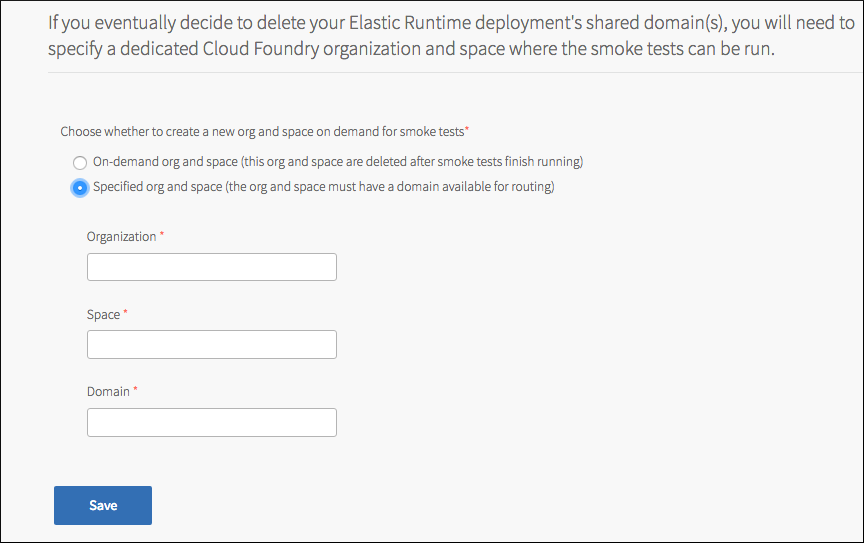 If you eventually decide to delete your Elastic Runtime deployment's shared domain(s), you will need to
specify a dedicated Cloud Foundry organization and space where the smoke tests can be run.
Choose whether to create a new org and space on demand for smoke tests*
On-demand org and space (this org and space are deleted after smoke tests finish running)
Specified org and space (the org and space must have a domain available for routing)
Organization *
Space *
Domain *
Save